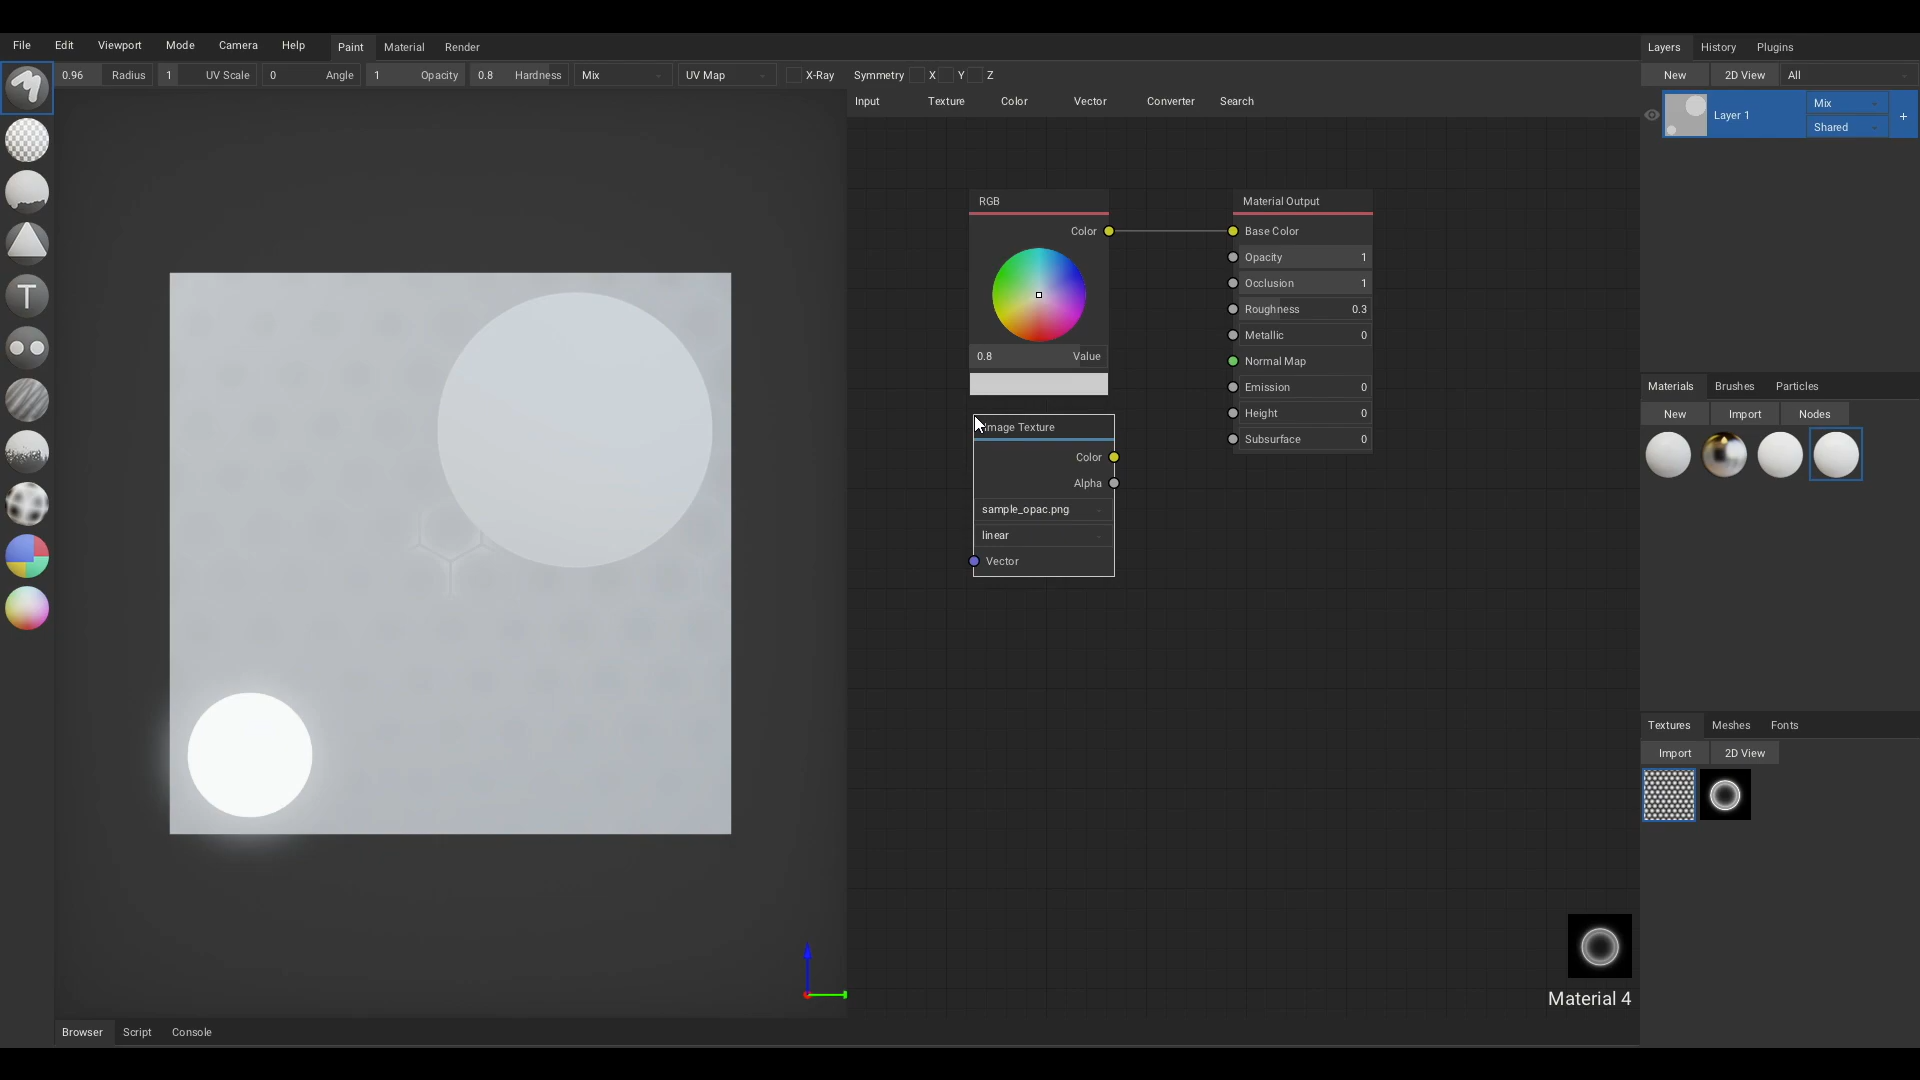 File Edit Viewport Mode Camera Help Paint Material Render
Layers History Plugins
0.96 Radius 1 UV Scale 0 Angle 1 Opacity 0.8 Hardness Mix UV Map X-Ray Symmetry X Y Z
New 2D View All
Input Texture Color Vector Converter Search
Layer 1
Mix
Shared
+
T
RGB
Color
0.8 Value
Material Output
Base Color
Opacity 1
Occlusion 1
Roughness 0.3
Metallic 0
Normal Map
Emission 0
Height 0
Subsurface 0
Image Texture
Color
Alpha
sample_opac.png
linear
Vector
Materials Brushes Particles
New Import Nodes
Textures Meshes Fonts
Import 2D View
Material 4
Browser Script Console